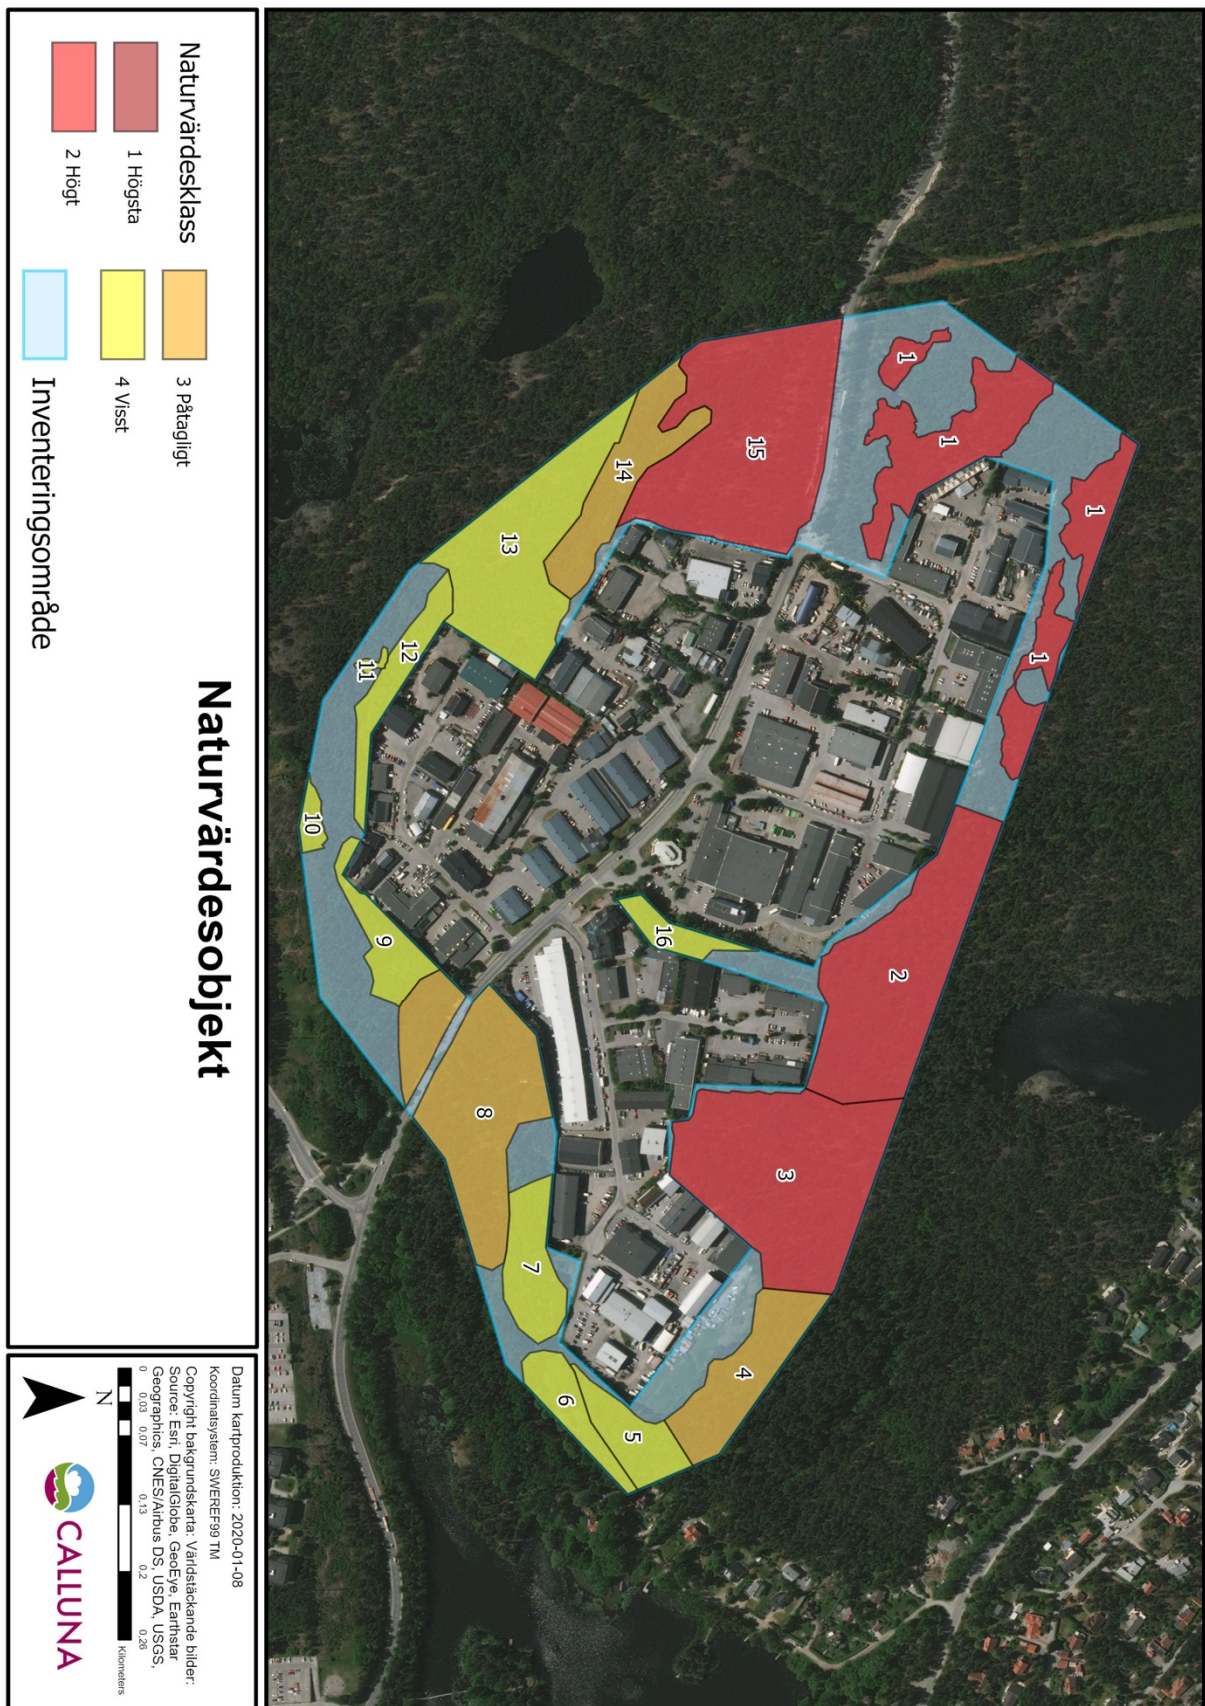 1
1
1
1
15
14
13
12
11
10
9
16
2
3
8
7
4
5
6
Naturvärdesklass
1 Högsta
2 Högt
3 Påtagligt
4 Visst
Inventeringsområde
Naturvärdesobjekt
Datum kartproduktion: 2020-01-08
Koordinatsystem: SWEREF99 TM
Copyright bakgrundskarta: Världstäckande bilder:
Source: Esri, DigitalGlobe, GeoEye, Earthstar
Geographics, CNES/Airbus DS, USDA, USGS,
0 0,03 0,07 0,13 0,2 0,26
Kilometers
N
CALLUNA